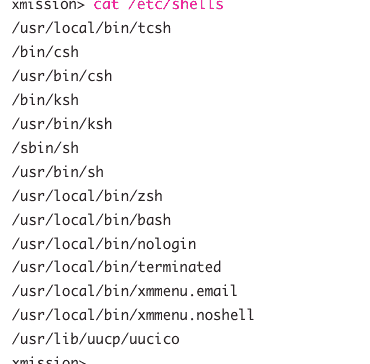 xmission> cat /etc/shells
/usr/local/bin/tcsh
/bin/csh
/usr/bin/csh
/bin/ksh
/usr/bin/ksh
/sbin/sh
/usr/bin/sh
/usr/local/bin/zsh
/usr/local/bin/bash
/usr/local/bin/nologin
/usr/local/bin/terminated
/usr/local/bin/xmmenu.email
/usr/local/bin/xmmenu.noshell
/usr/lib/uucp/uucico
xmission>